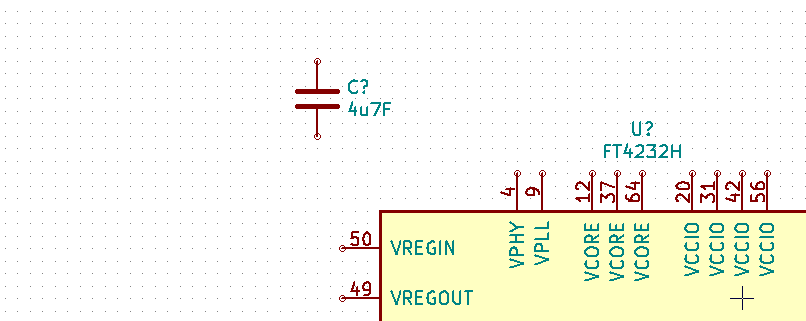 C?
4u7F
U?
FT4232H
4 9 12 37 64 20 31 42 56
VPHY VPLL VCORE VCORE VCORE VCCIO VCCIO VCCIO VCCIO
50 VREGIN
49 VREGOUT